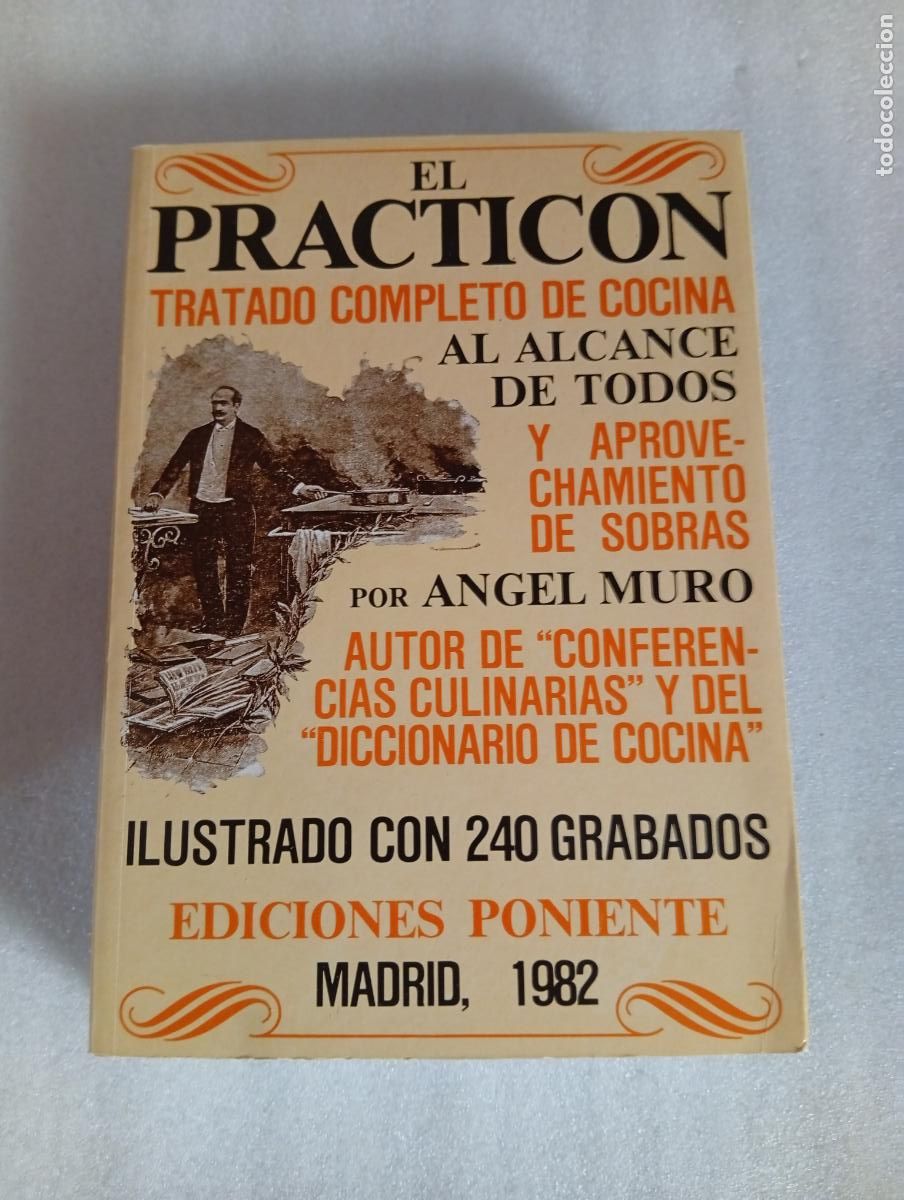 EL
PRACTICON
TRATADO COMPLETO DE COCINA
AL ALCANCE
DE TODOS
Y APROVE-
CHAMIENTO
DE SOBRAS
POR ANGEL MURO
AUTOR DE “CONFEREN-
CIAS CULINARIAS” Y DEL
“DICCIONARIO DE COCINA”
ILUSTRADO CON 240 GRABADOS
EDICIONES PONIENTE
MADRID, 1982
todocoleccion